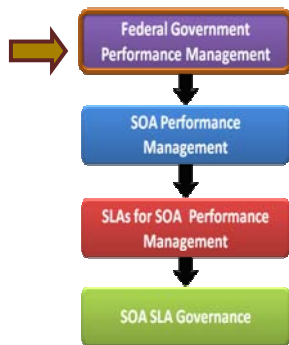 Federal Government
Performance Management
SOA Performance
Management
SLAs for SOA Performance
Management
SOA SLA Governance